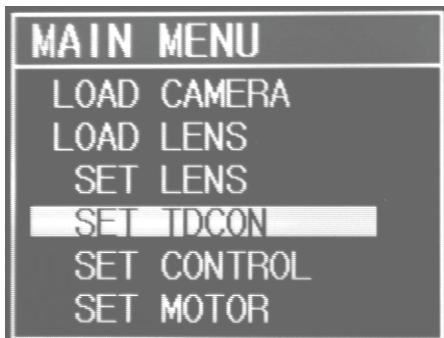 MAIN MENU
LOAD CAMERA
LOAD LENS
SET LENS
SET TDCON
SET CONTROL
SET MOTOR